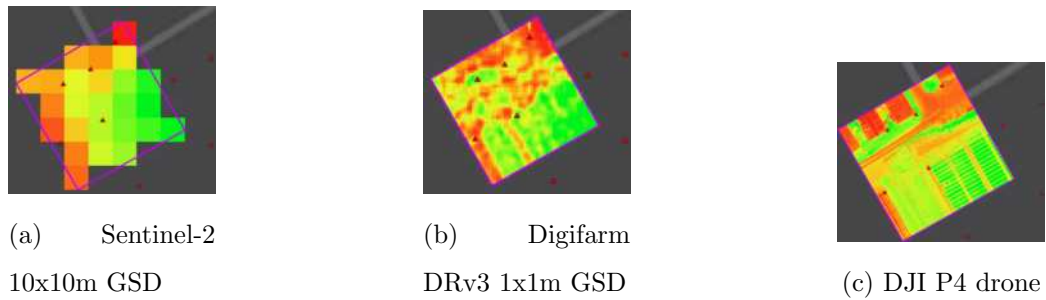 (a) Sentinel-2
10x10m GSD
(b) Digifarm
DRv3 1x1m GSD
(c) DJI P4 drone